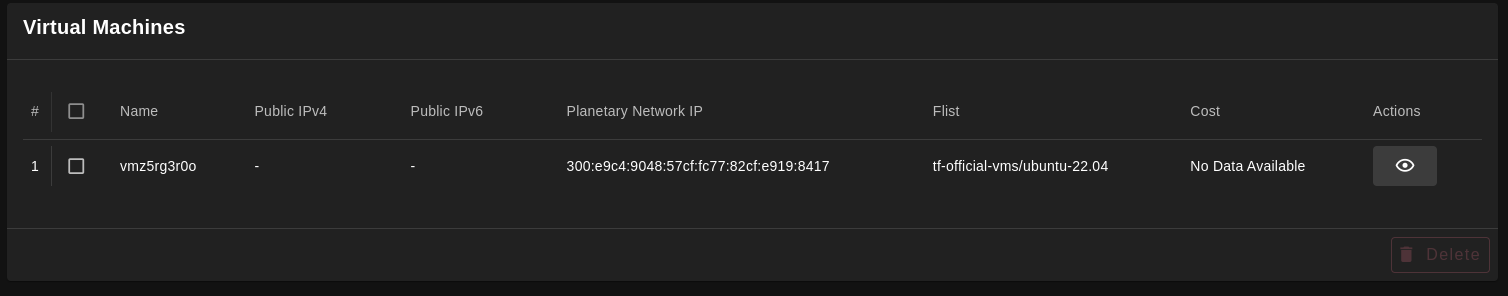 Virtual Machines
# Name Public IPv4 Public IPv6 Planetary Network IP Flist Cost Actions
1 vmz5rg3r0o - - 300:e9c4:9048:57cf:fc77:82cf:e919:8417 tf-official-vms/ubuntu-22.04 No Data Available
Delete